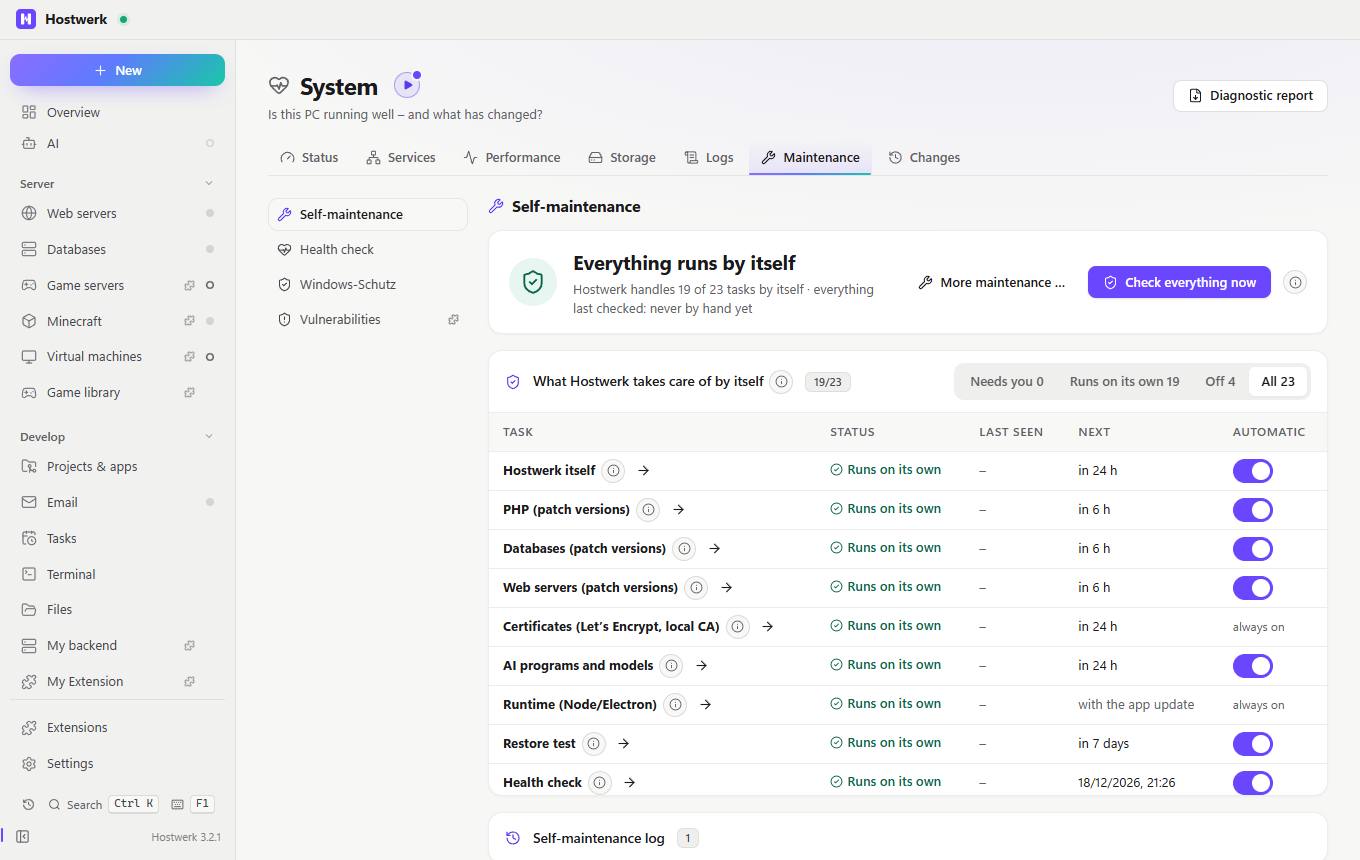 Hostwerk
New
Overview
AI
Server
Web servers
Databases
Game servers
Minecraft
Virtual machines
Game library
Develop
Projects & apps
Email
Tasks
Terminal
Files
My backend
My Extension
Extensions
Settings
Search Ctrl K F1
Hostwerk 3.2.1
System
Is this PC running well – and what has changed?
Diagnostic report
Status Services Performance Storage Logs Maintenance Changes
Self-maintenance
Health check
Windows-Schutz
Vulnerabilities
Self-maintenance
Everything runs by itself
Hostwerk handles 19 of 23 tasks by itself · everything
last checked: never by hand yet
More maintenance ...
Check everything now
What Hostwerk takes care of by itself 19/23
Needs you 0 Runs on its own 19 Off 4 All 23
TASK STATUS LAST SEEN NEXT AUTOMATIC
Hostwerk itself Runs on its own – in 24 h
PHP (patch versions) Runs on its own – in 6 h
Databases (patch versions) Runs on its own – in 6 h
Web servers (patch versions) Runs on its own – in 6 h
Certificates (Let’s Encrypt, local CA) Runs on its own – in 24 h always on
AI programs and models Runs on its own – in 24 h
Runtime (Node/Electron) Runs on its own – with the app update always on
Restore test Runs on its own – in 7 days
Health check Runs on its own – 18/12/2026, 21:26
Self-maintenance log 1